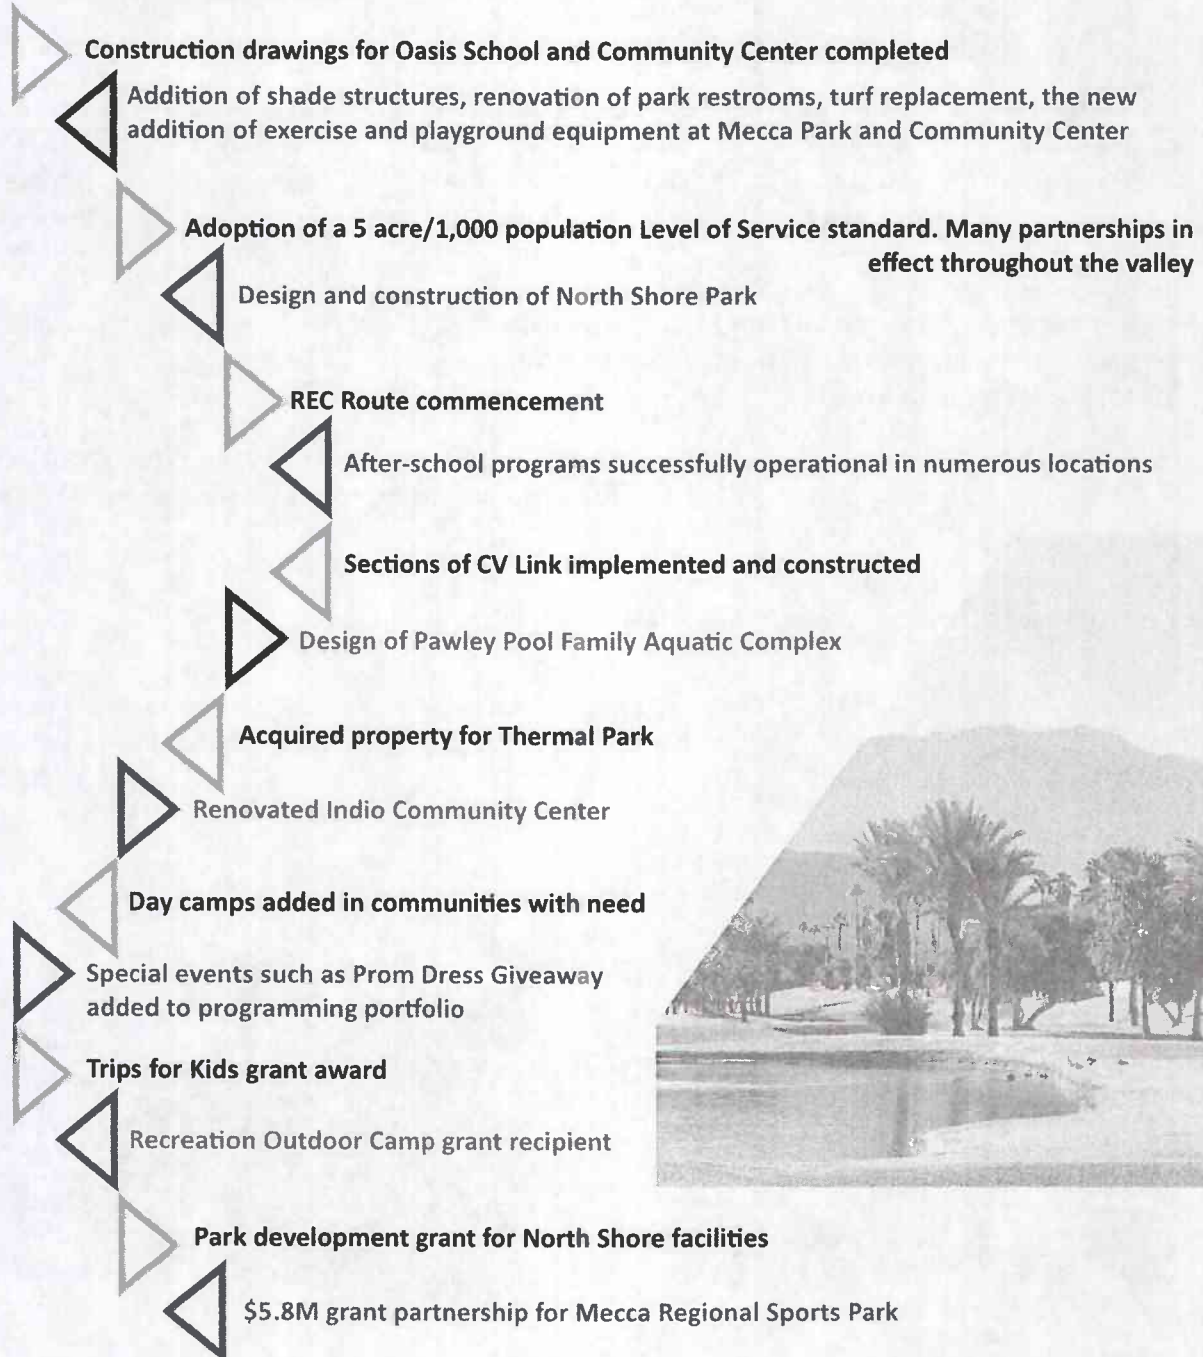 Construction drawings for Oasis School and Community Center completed
Addition of shade structures, renovation of park restrooms, turf replacement, the new
addition of exercise and playground equipment at Mecca Park and Community Center
Adoption of a 5 acre/1,000 population Level of Service standard. Many partnerships in
effect throughout the valley
Design and construction of North Shore Park
REC Route commencement
After-school programs successfully operational in numerous locations
Sections of CV Link implemented and constructed
Design of Pawley Pool Family Aquatic Complex
Acquired property for Thermal Park
Renovated Indio Community Center
Day camps added in communities with need
Special events such as Prom Dress Giveaway
added to programming portfolio
Trips for Kids grant award
Recreation Outdoor Camp grant recipient
Park development grant for North Shore facilities
$5.8M grant partnership for Mecca Regional Sports Park